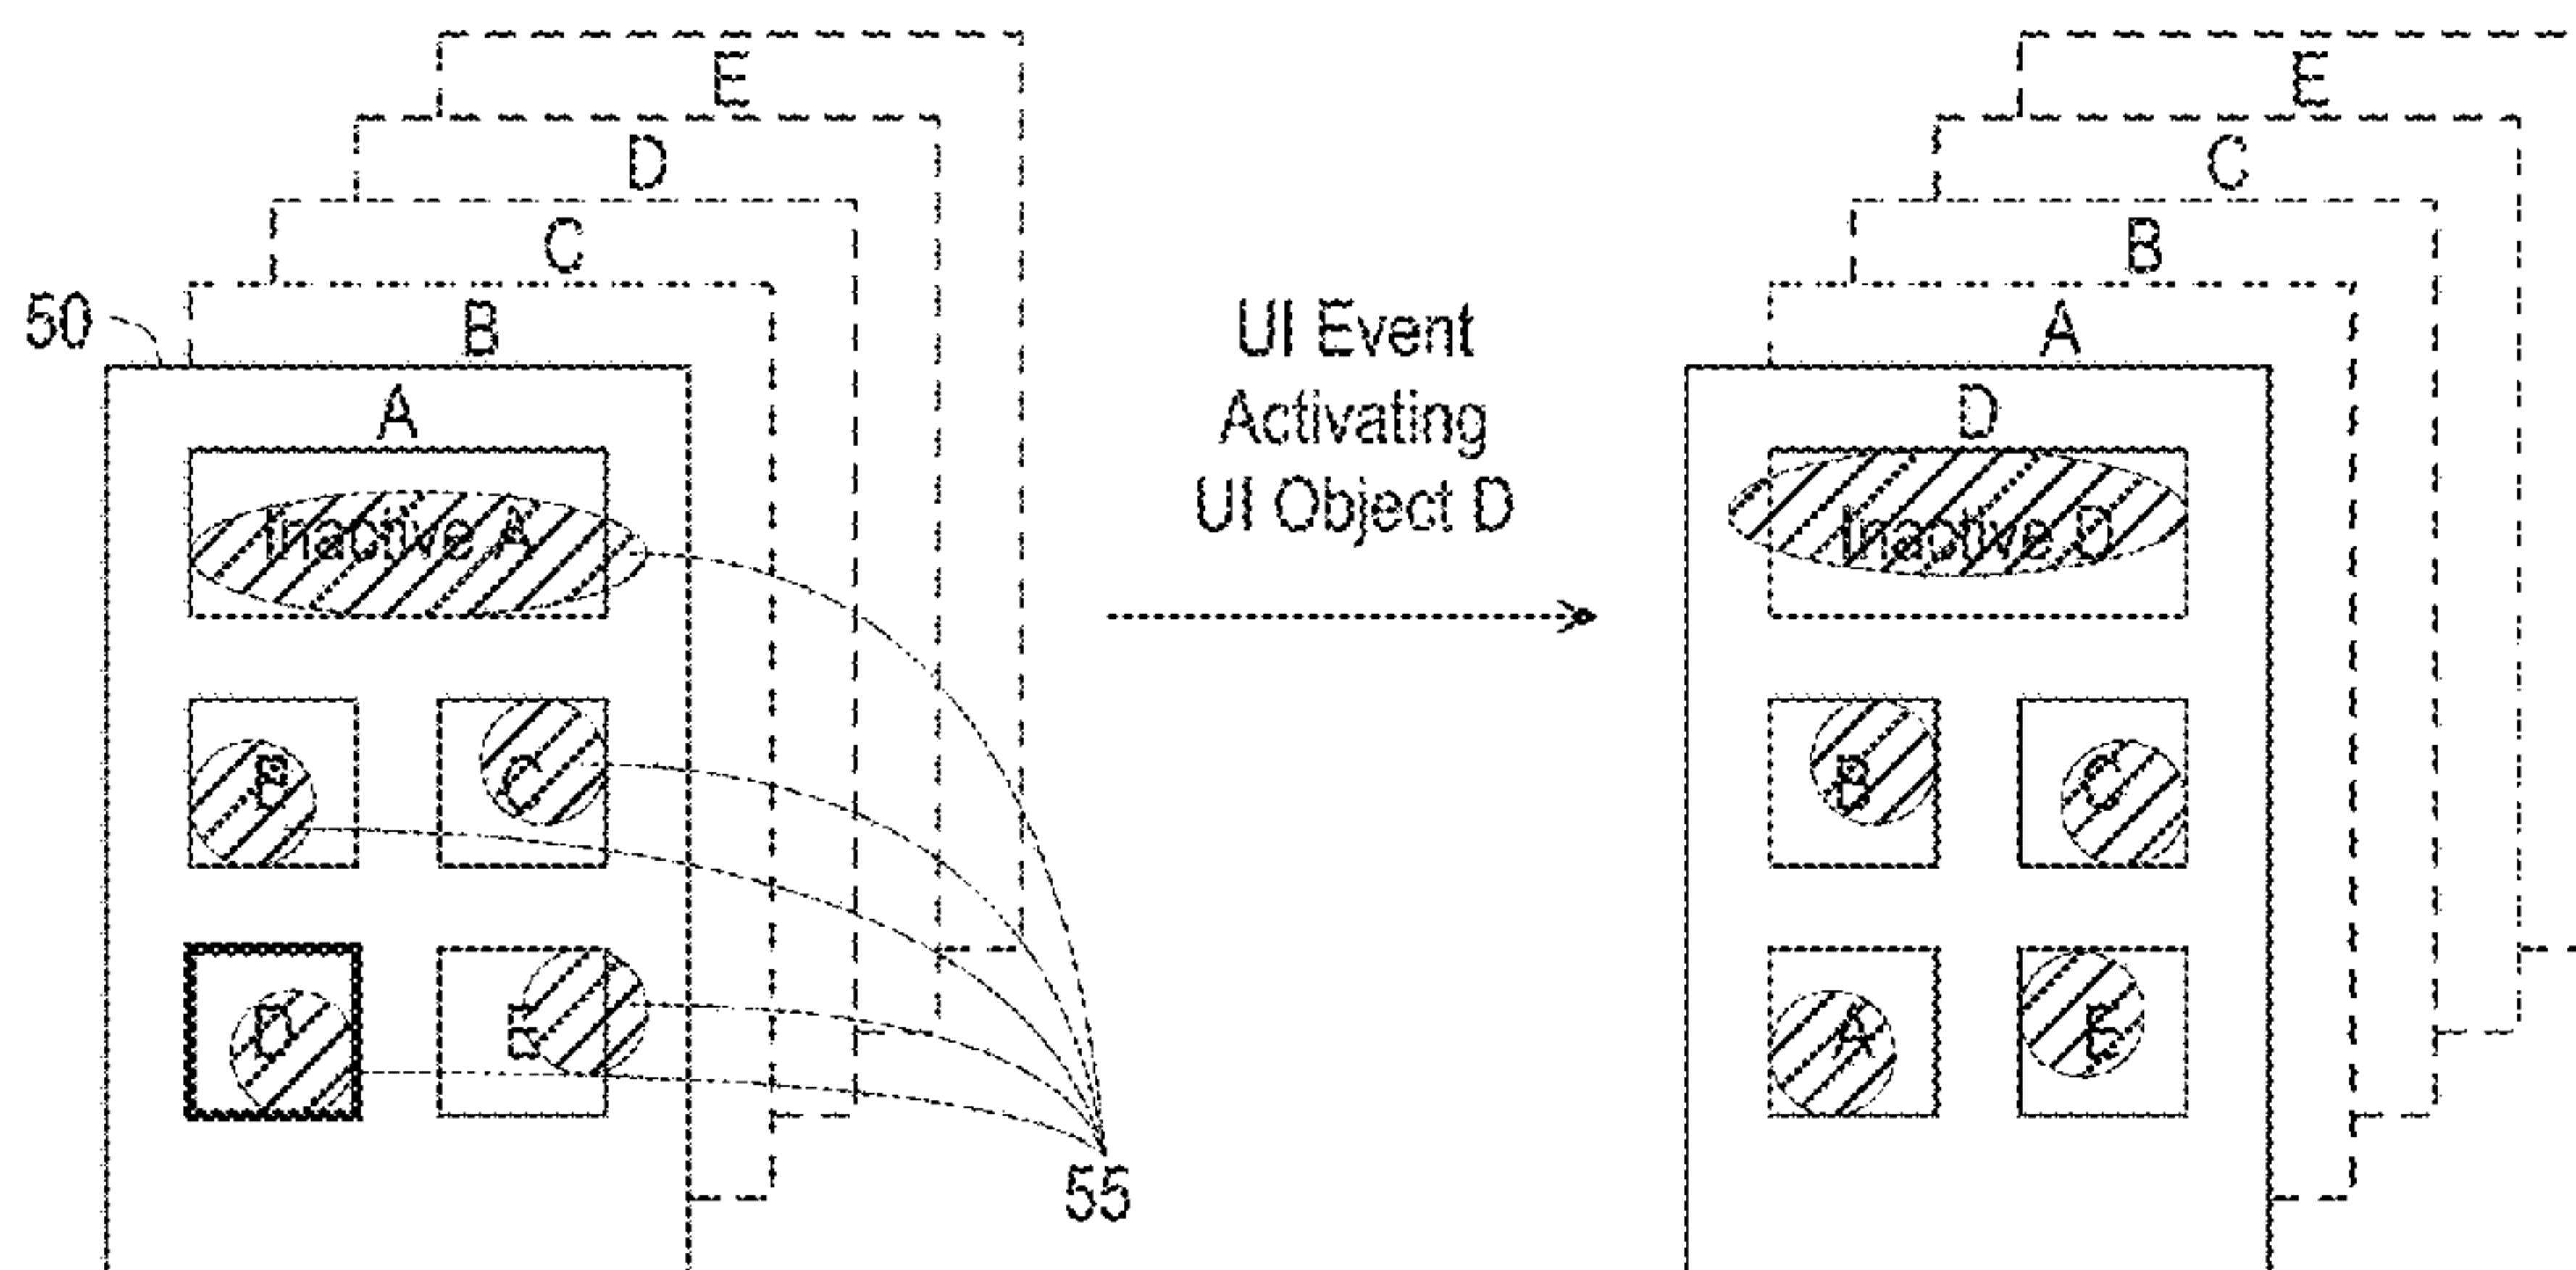 E
D
C
B
50
A
Inactive A
B
C
D
E
55
UI Event
Activating
UI Object D
E
C
B
A
D
Inactive D
B
C
A
E